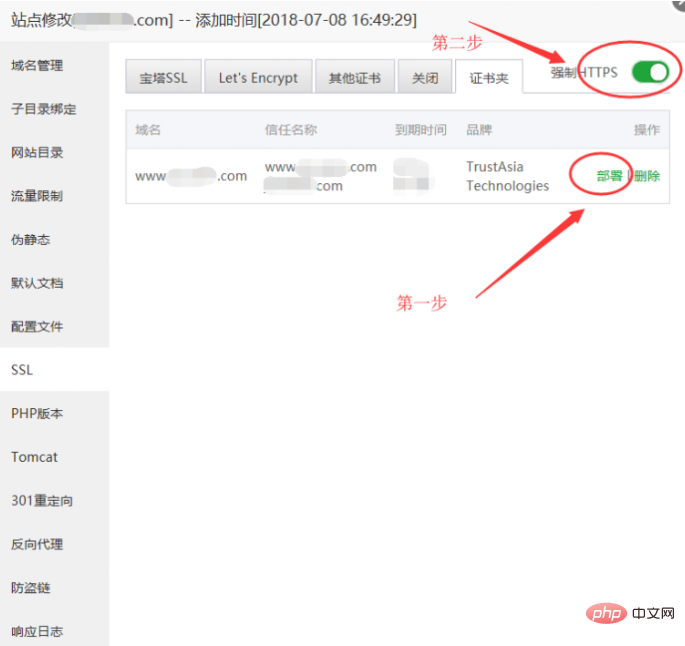 站点修改 .com] -- 添加时间[2018-07-08 16:49:29]
第二步
域名管理
子目录绑定
网站目录
流量限制
伪静态
默认文档
配置文件
SSL
PHP版本
Tomcat
301重定向
反向代理
防盗链
响应日志
宝塔SSL Let's Encrypt 其他证书 关闭 证书夹 强制HTTPS
域名 信任名称 到期时间 品牌 操作
www .com www .com TrustAsia Technologies 部署 | 删除
com
第一步
php 中文网